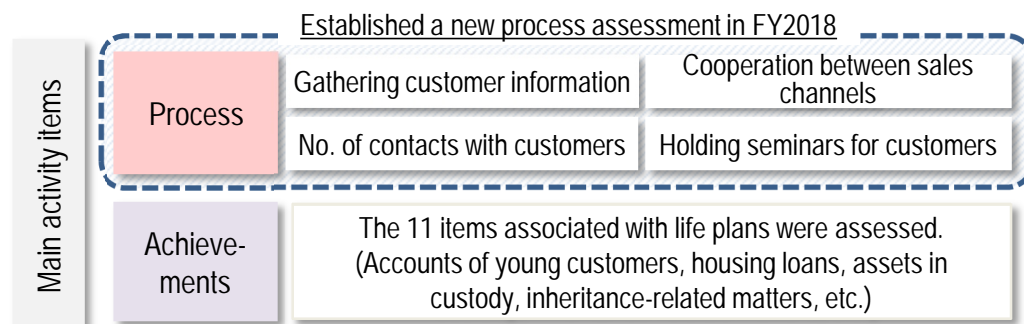 Established a new process assessment in FY2018
Main activity items
Process
Gathering customer information
Cooperation between sales
channels
No. of contacts with customers
Holding seminars for customers
Achieve-
ments
The 11 items associated with life plans were assessed.
(Accounts of young customers, housing loans, assets in
custody, inheritance-related matters, etc.)